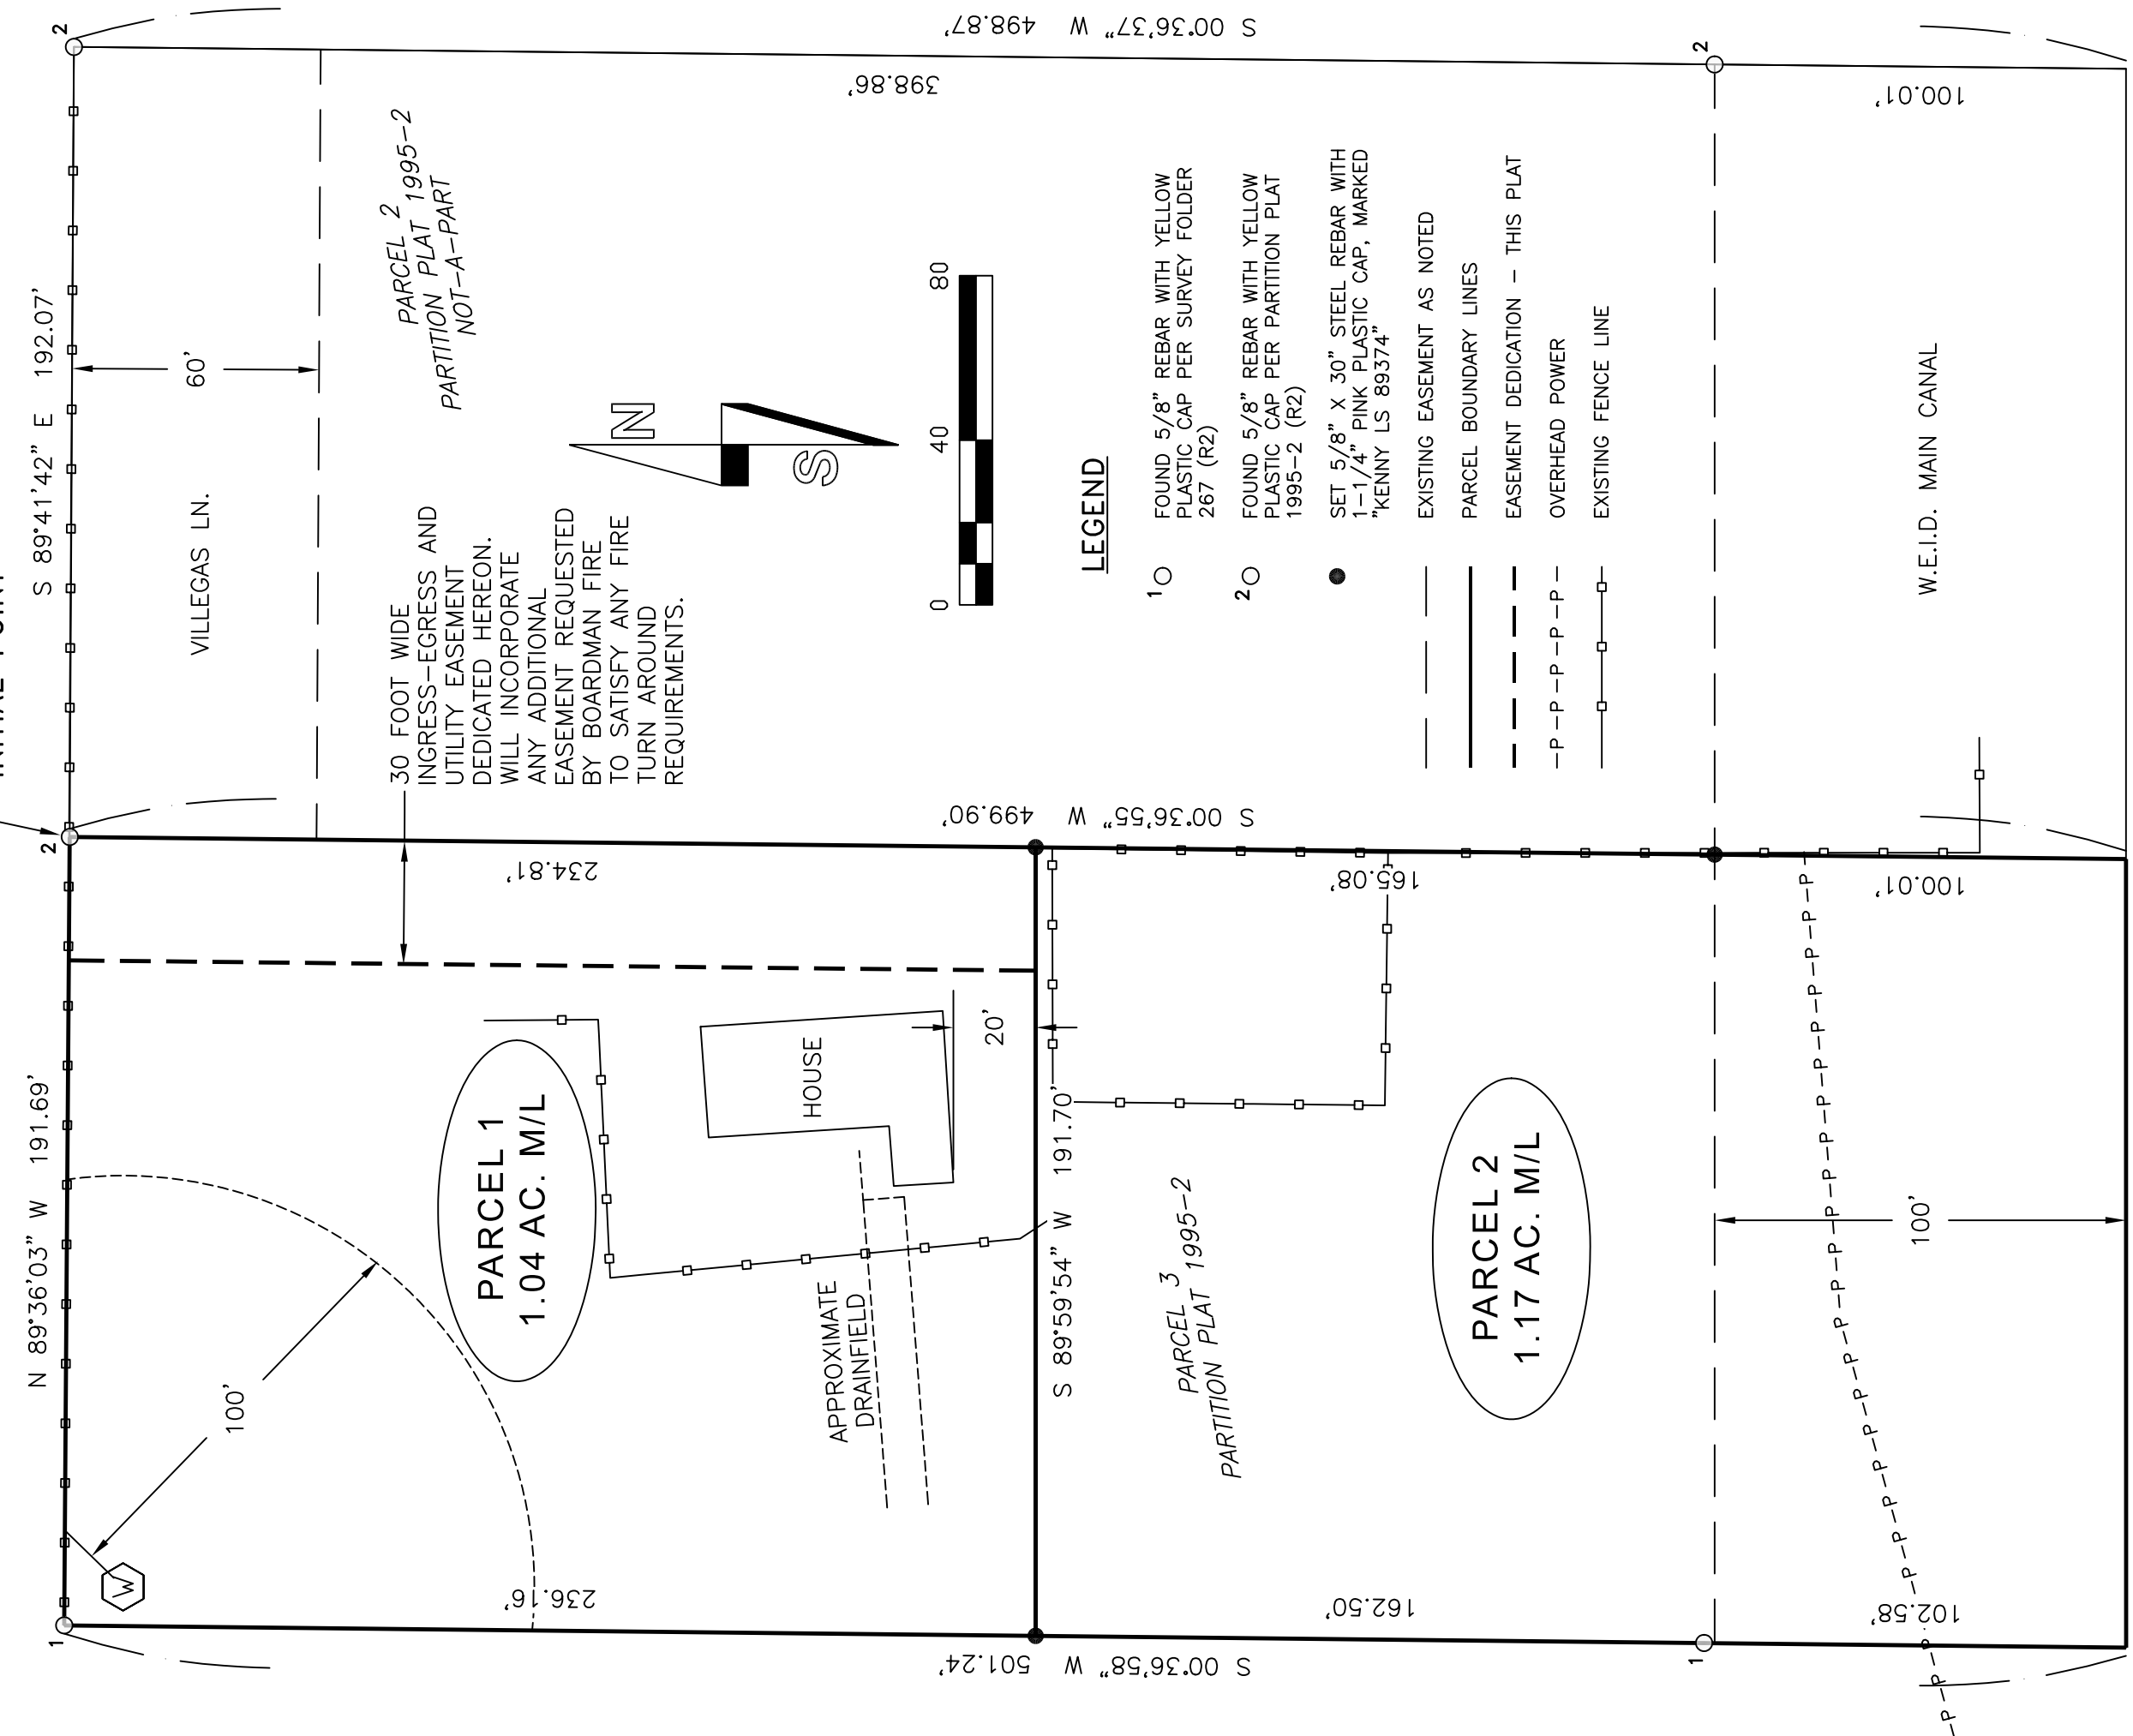 S 89°41'42" E 192.07'
N 89°36'03" W 191.69'
2
2
1
VILLEGAS LN.
60'
PARCEL 2
PARTITION PLAT 1995-2
NOT-A-PART
30 FOOT WIDE
INGRESS-EGRESS AND
UTILITY EASEMENT
DEDICATED HEREON.
WILL INCORPORATE
ANY ADDITIONAL
EASEMENT REQUESTED
BY BOARDMAN FIRE
TO SATISFY ANY FIRE
TURN AROUND
REQUIREMENTS.
N
S
0 40 80
S 00°36'37" W 498.87'
398.86'
100.01'
2
S 00°36'55" W 499.90'
234.81'
165.08'
100.01'
S 00°36'58" W 501.24'
236.16'
162.50'
102.58'
1
W
100'
PARCEL 1
1.04 AC. M/L
HOUSE
20'
APPROXIMATE
DRAINFIELD
S 89°59'54" W 191.70'
PARCEL 3
PARTITION PLAT 1995-2
PARCEL 2
1.17 AC. M/L
100'
LEGEND
1 FOUND 5/8" REBAR WITH YELLOW
PLASTIC CAP PER SURVEY FOLDER
267 (R2)
2 FOUND 5/8" REBAR WITH YELLOW
PLASTIC CAP PER PARTITION PLAT
1995-2 (R2)
SET 5/8" X 30" STEEL REBAR WITH
1-1/4" PINK PLASTIC CAP, MARKED
"KENNY LS 89374"
EXISTING EASEMENT AS NOTED
PARCEL BOUNDARY LINES
EASEMENT DEDICATION - THIS PLAT
-P-P-P-P-P- OVERHEAD POWER
EXISTING FENCE LINE
W.E.I.D. MAIN CANAL
P-P-P-P-P-P-P-P-P-P-P-P-P-P-P-P-P-P-P-P-P-P-P